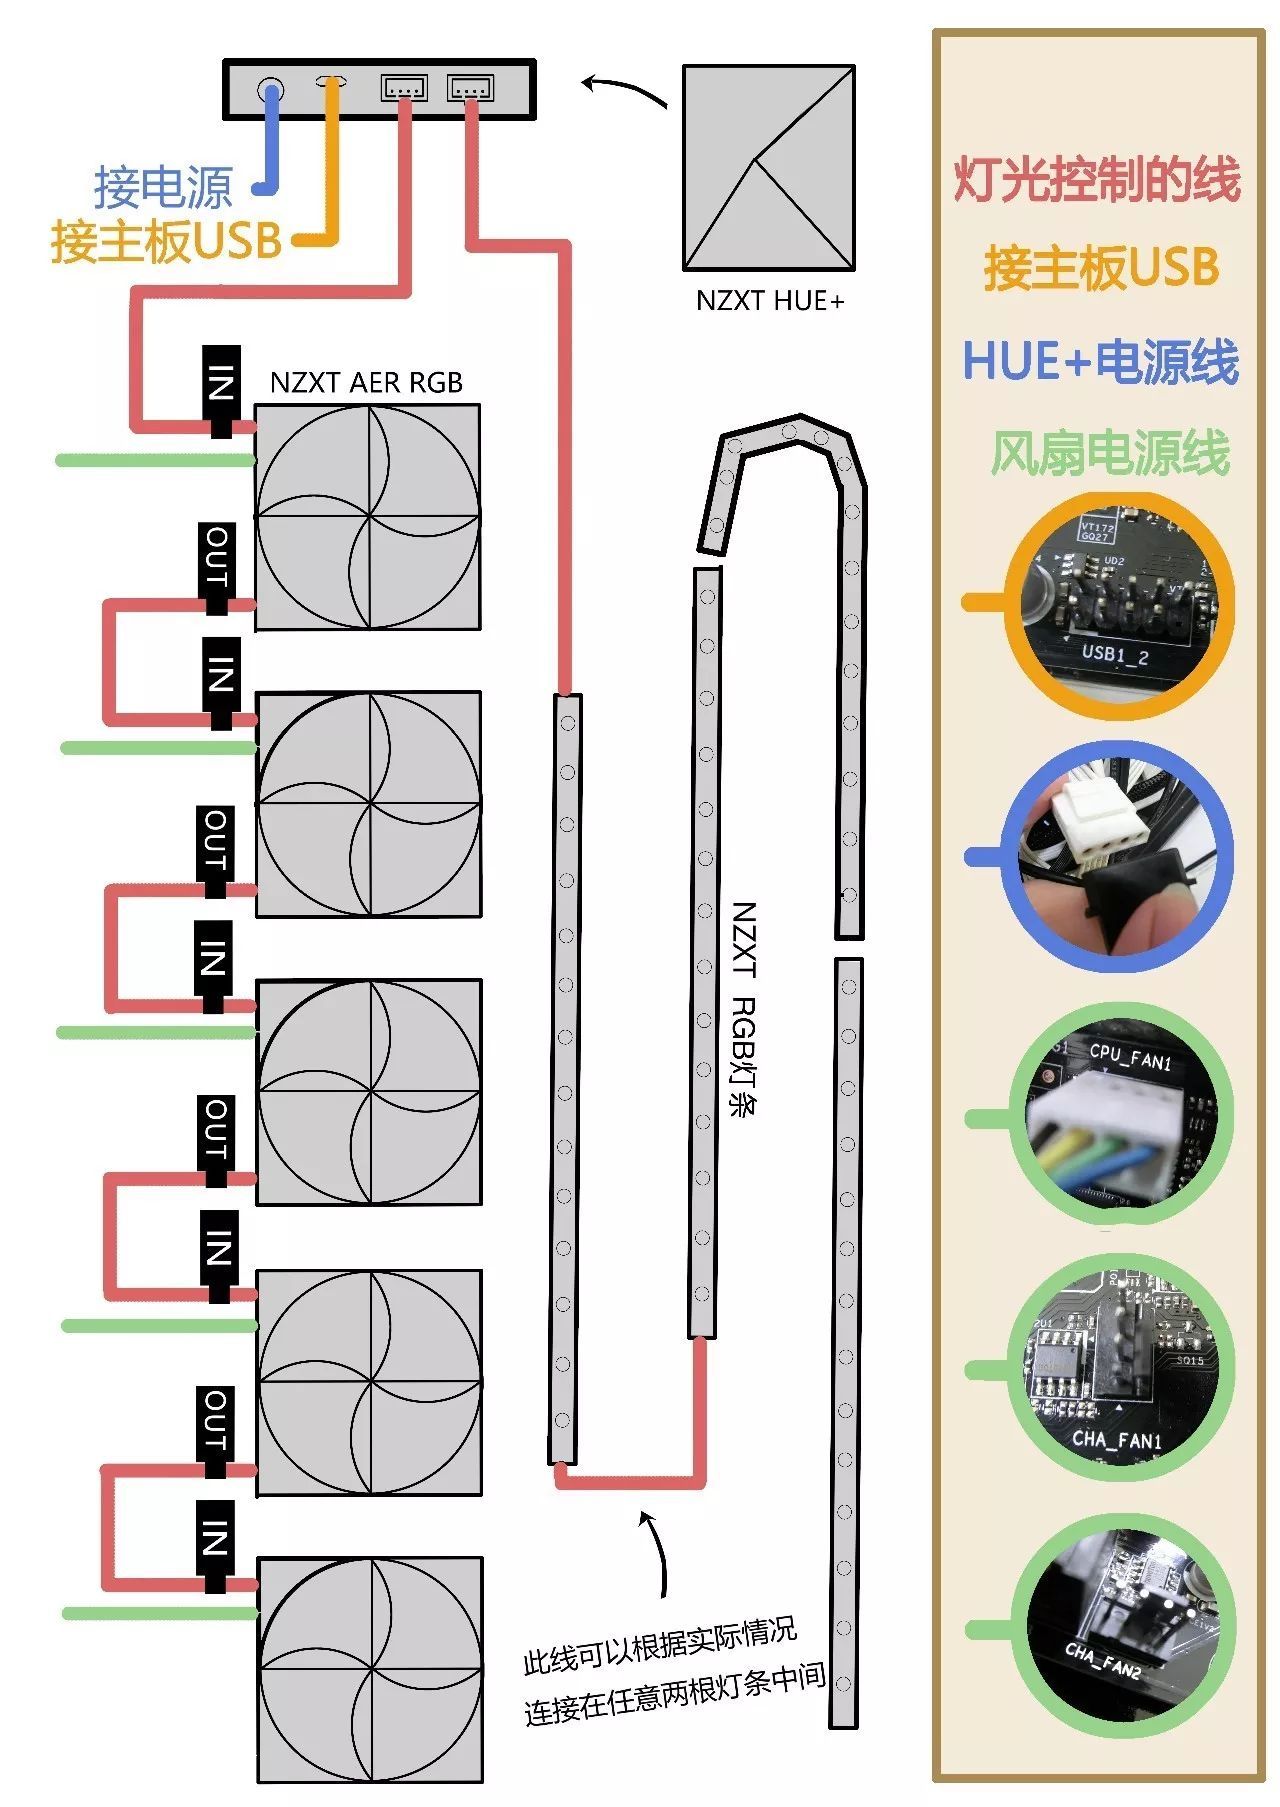 接电源
接主板USB
NZXT HUE+
NZXT AER RGB
IN
OUT
IN
OUT
IN
OUT
IN
OUT
IN
NZXT RGB灯条
此线可以根据实际情况
连接在任意两根灯条中间
灯光控制的线
接主板USB
HUE+电源线
风扇电源线
VT172
GQ27
UD2
USB1_2
CPU_FAN1
SQ15
CHA_FAN1
CHA_FAN2